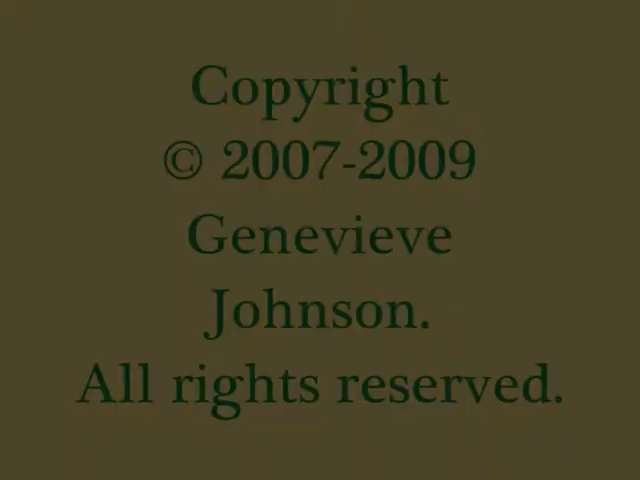 Copyright
© 2007-2009
Genevieve
Johnson.
All rights reserved.